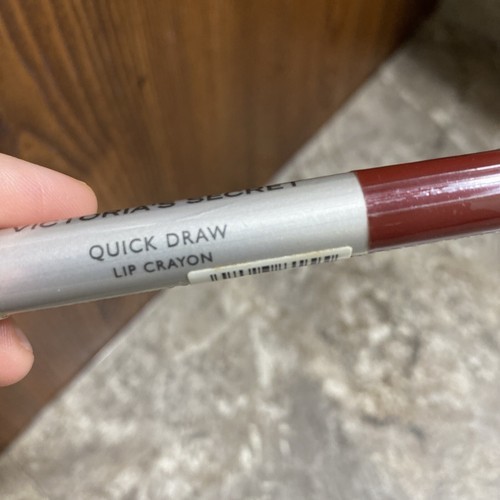 VICTORIA'S SECRET
QUICK DRAW
LIP CRAYON